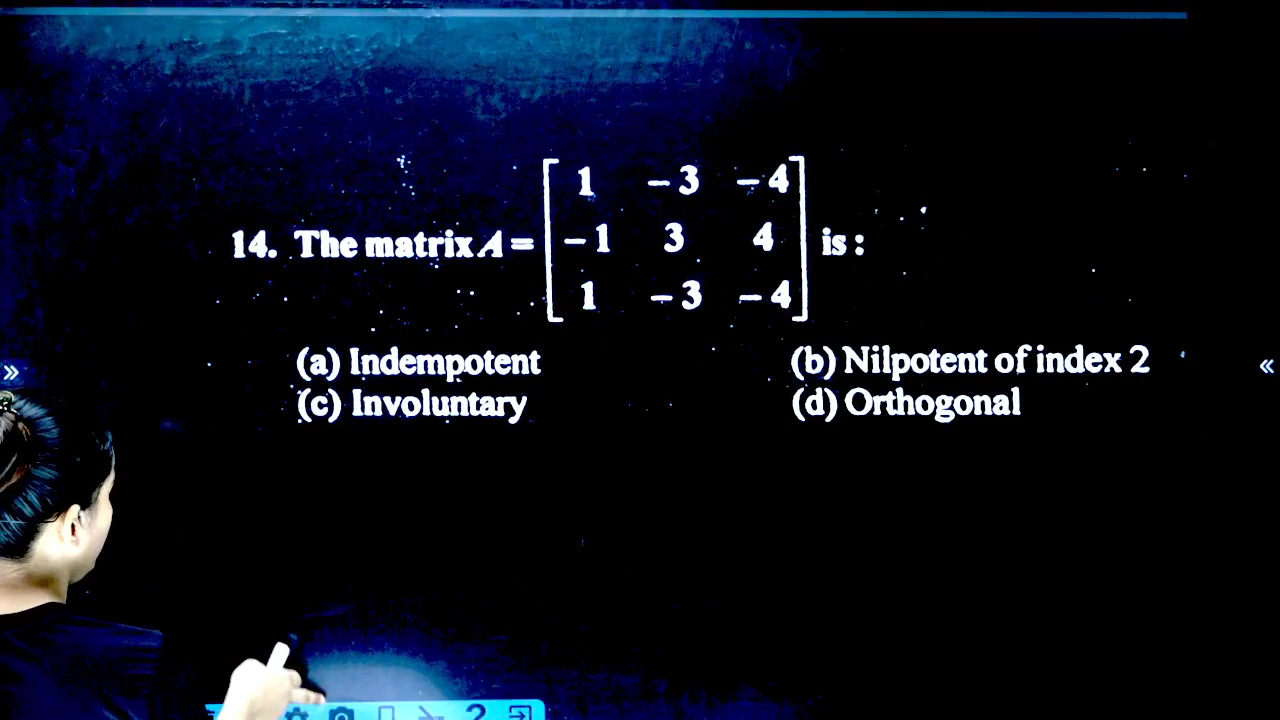 1 – 3 – 4
14. The matrix A = – 1 3 4 is :
1 – 3 – 4
(a) Indempotent (b) Nilpotent of index 2
(c) Involuntary (d) Orthogonal